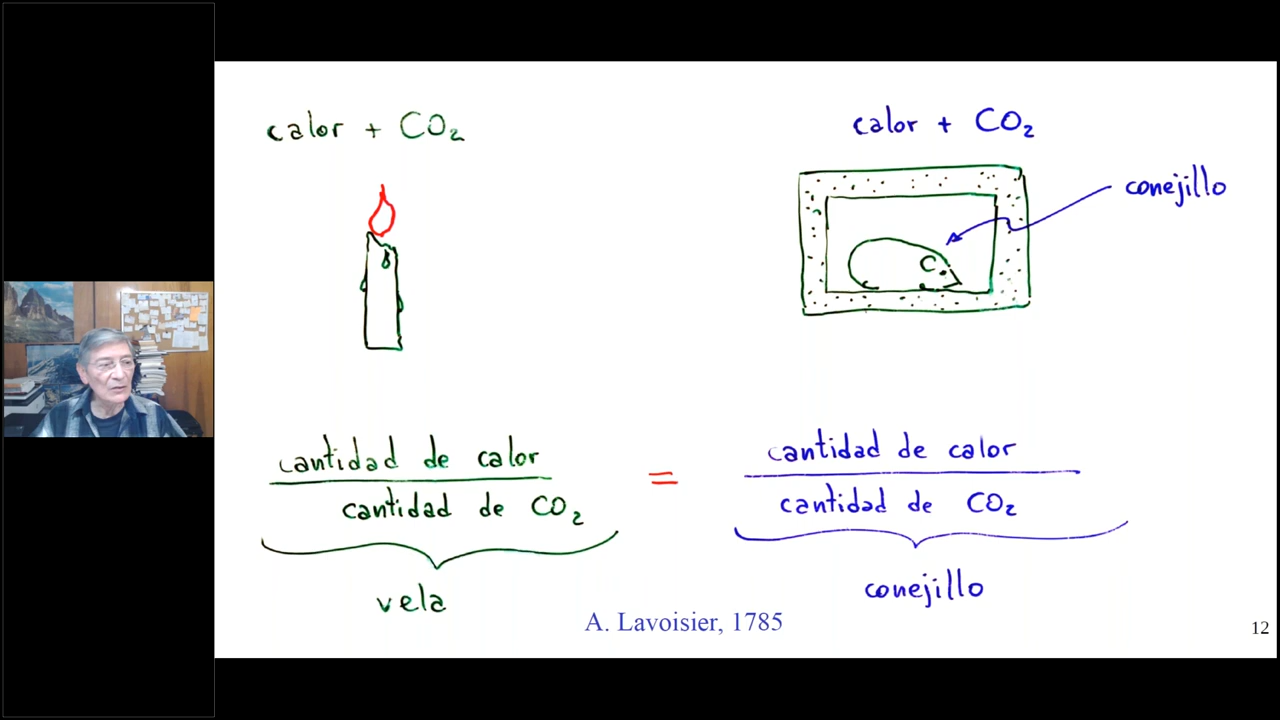 calor + CO₂
calor + CO₂
conejillo
cantidad de calor
cantidad de CO₂
=
cantidad de calor
cantidad de CO₂
vela
conejillo
A. Lavoisier, 1785
12